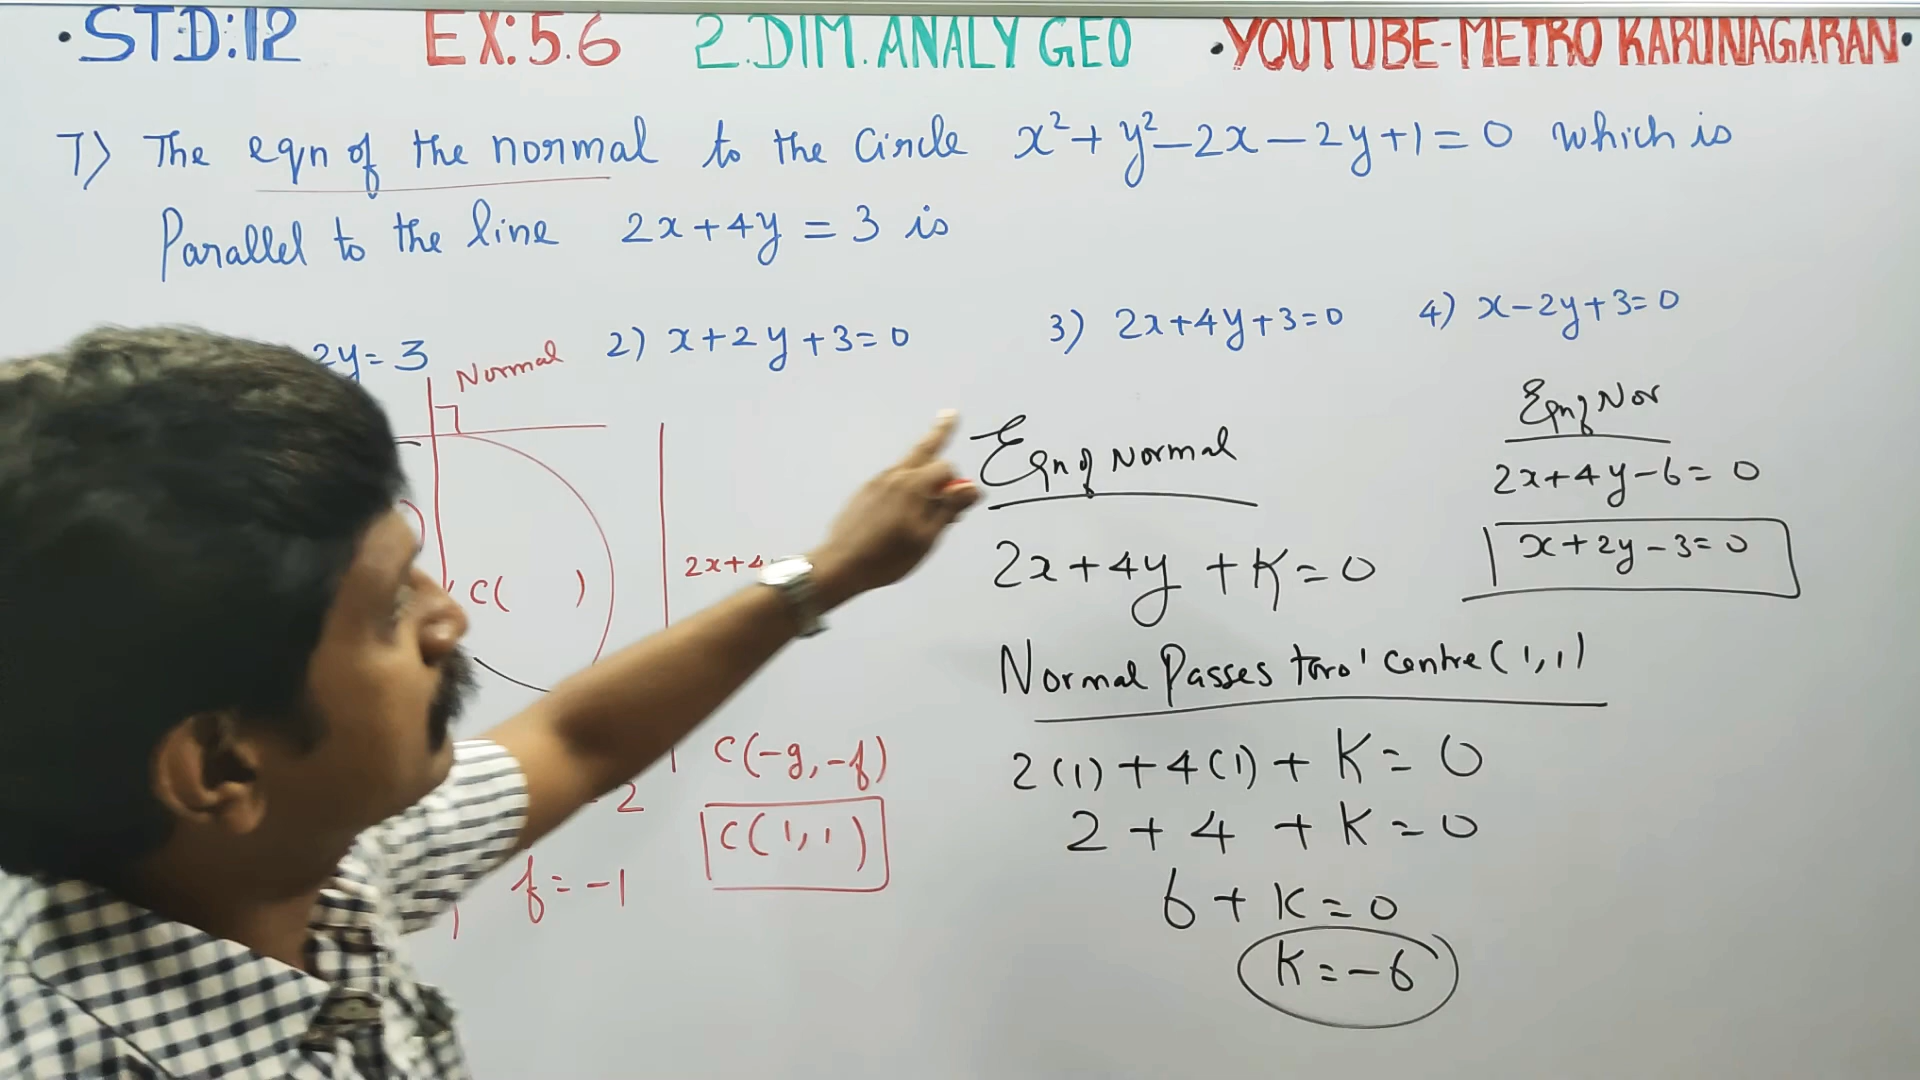 •STD:12 EX:5.6 2.DIM.ANALY GEO •YOUTUBE-METRO KARUNAGARAN•
7) The eqn of the normal to the circle x²+y²-2x-2y+1=0 which is
Parallel to the line 2x+4y=3 is
2y=3 2) x+2y+3=0 3) 2x+4y+3=0 4) x-2y+3=0
Normal
C( )
2x+4
-2
f=-1
C(-g,-f)
C(1,1)
Eqn of Normal
2x+4y+K=0
Normal Passes thro' centre(1,1)
2(1)+4(1)+K=0
2+4+K=0
6+K=0
K=-6
Eqn of Nor
2x+4y-6=0
x+2y-3=0